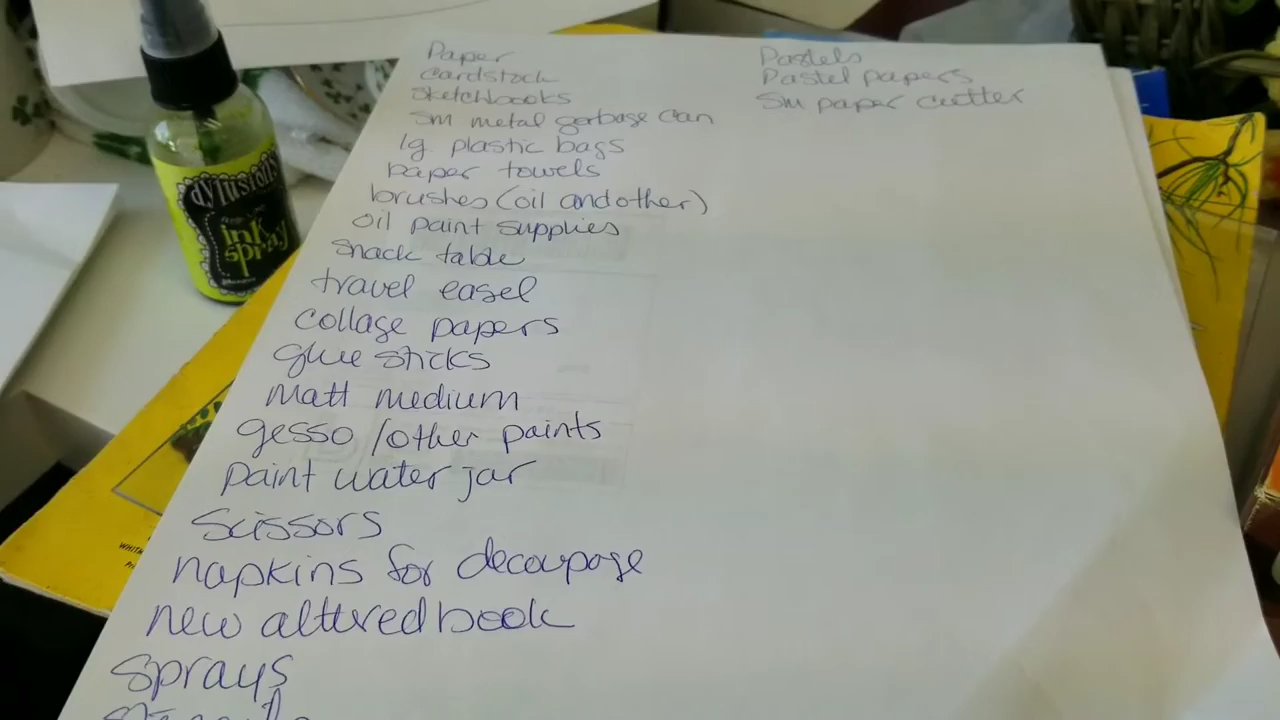 Paper
cardstock
sketchbooks
sm metal garbage can
lg. plastic bags
paper towels
brushes (oil and other)
oil paint supplies
snack table
travel easel
collage papers
glue sticks
Matt medium
gesso /other paints
paint water jar
scissors
napkins for decoupage
new altured book
sprays
Pastels
Pastel papers
sm paper cutter
dylusions
ink
spray